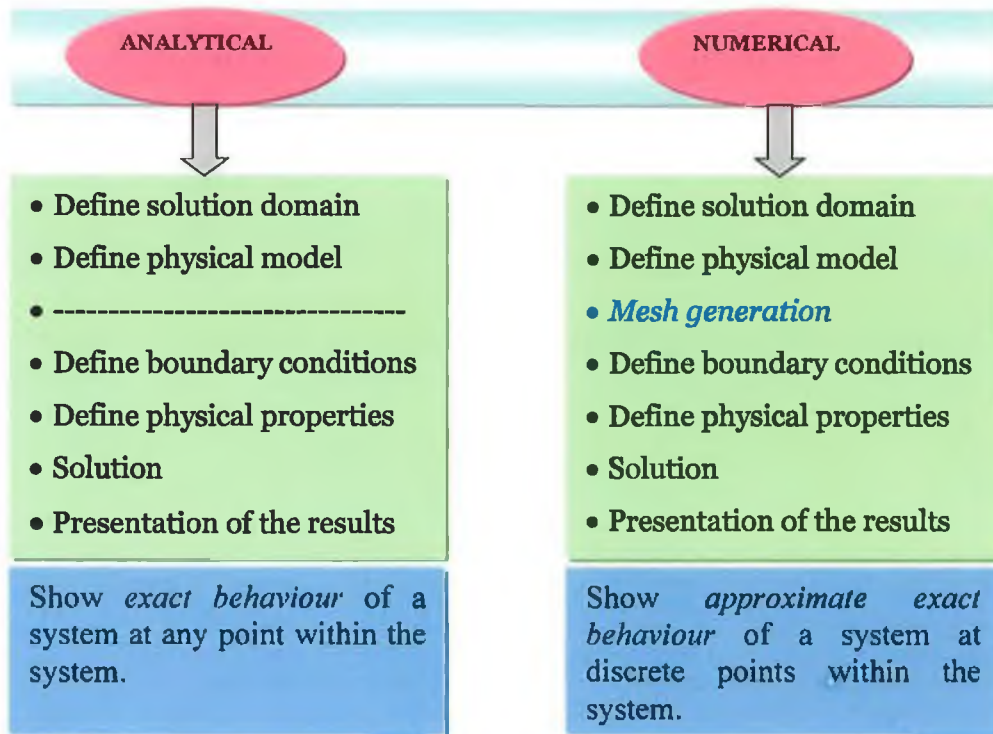 ANALYTICAL
• Define solution domain
• Define physical model
• ---------------------------------
• Define boundary conditions
• Define physical properties
• Solution
• Presentation of the results
Show exact behaviour of a
system at any point within the
system.
NUMERICAL
• Define solution domain
• Define physical model
• Mesh generation
• Define boundary conditions
• Define physical properties
• Solution
• Presentation of the results
Show approximate exact
behaviour of a system at
discrete points within the
system.